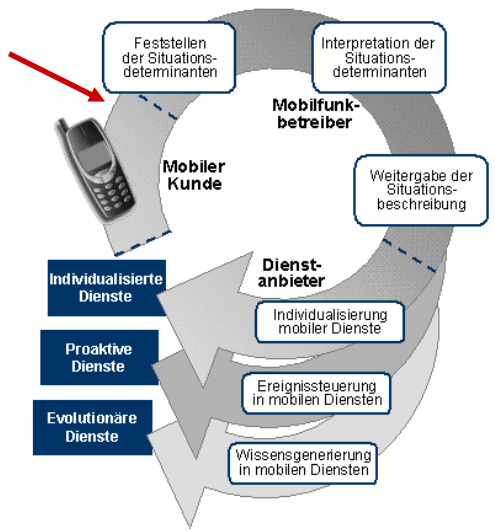 Feststellen
der Situations-
determinanten
Interpretation der
Situations-
determinanten
Mobilfunk-
betreiber
Mobiler
Kunde
Weitergabe der
Situations-
beschreibung
Dienst-
anbieter
Individualisierte
Dienste
Individualisierung
mobiler Dienste
Proaktive
Dienste
Ereignissteuerung
in mobilen Diensten
Evolutionäre
Dienste
Wissensgenerierung
in mobilen Diensten